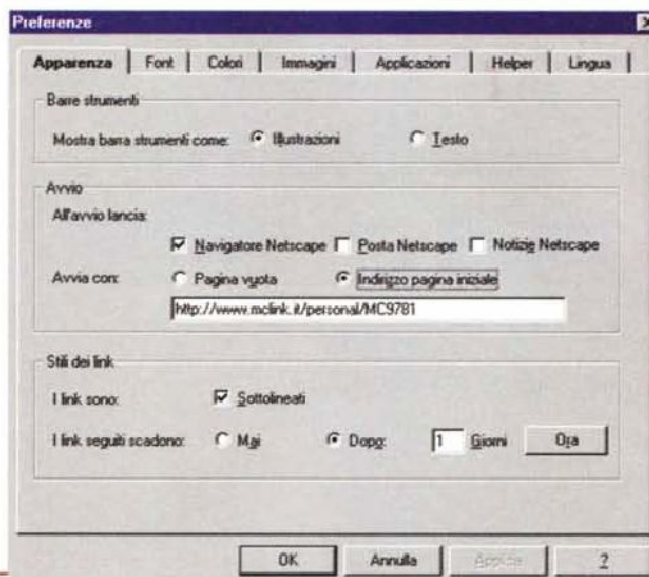 Preferenze
Apparenza Font Colori Immagini Applicazioni Helper Lingua
Barre strumenti
Mostra barra strumenti come: Illustrazioni Testo
Avvio
All'avvio lancia:
Navigatore Netscape Posta Netscape Notizie Netscape
Avvia con: Pagina vuota Indirizzo pagina iniziale
http://www.mclink.it/personal/MC9781
Stili dei link
I link sono: Sottolineati
I link seguiti scadono: Mai Dopo: 1 Giorni Ora
OK Annulla Applica ?